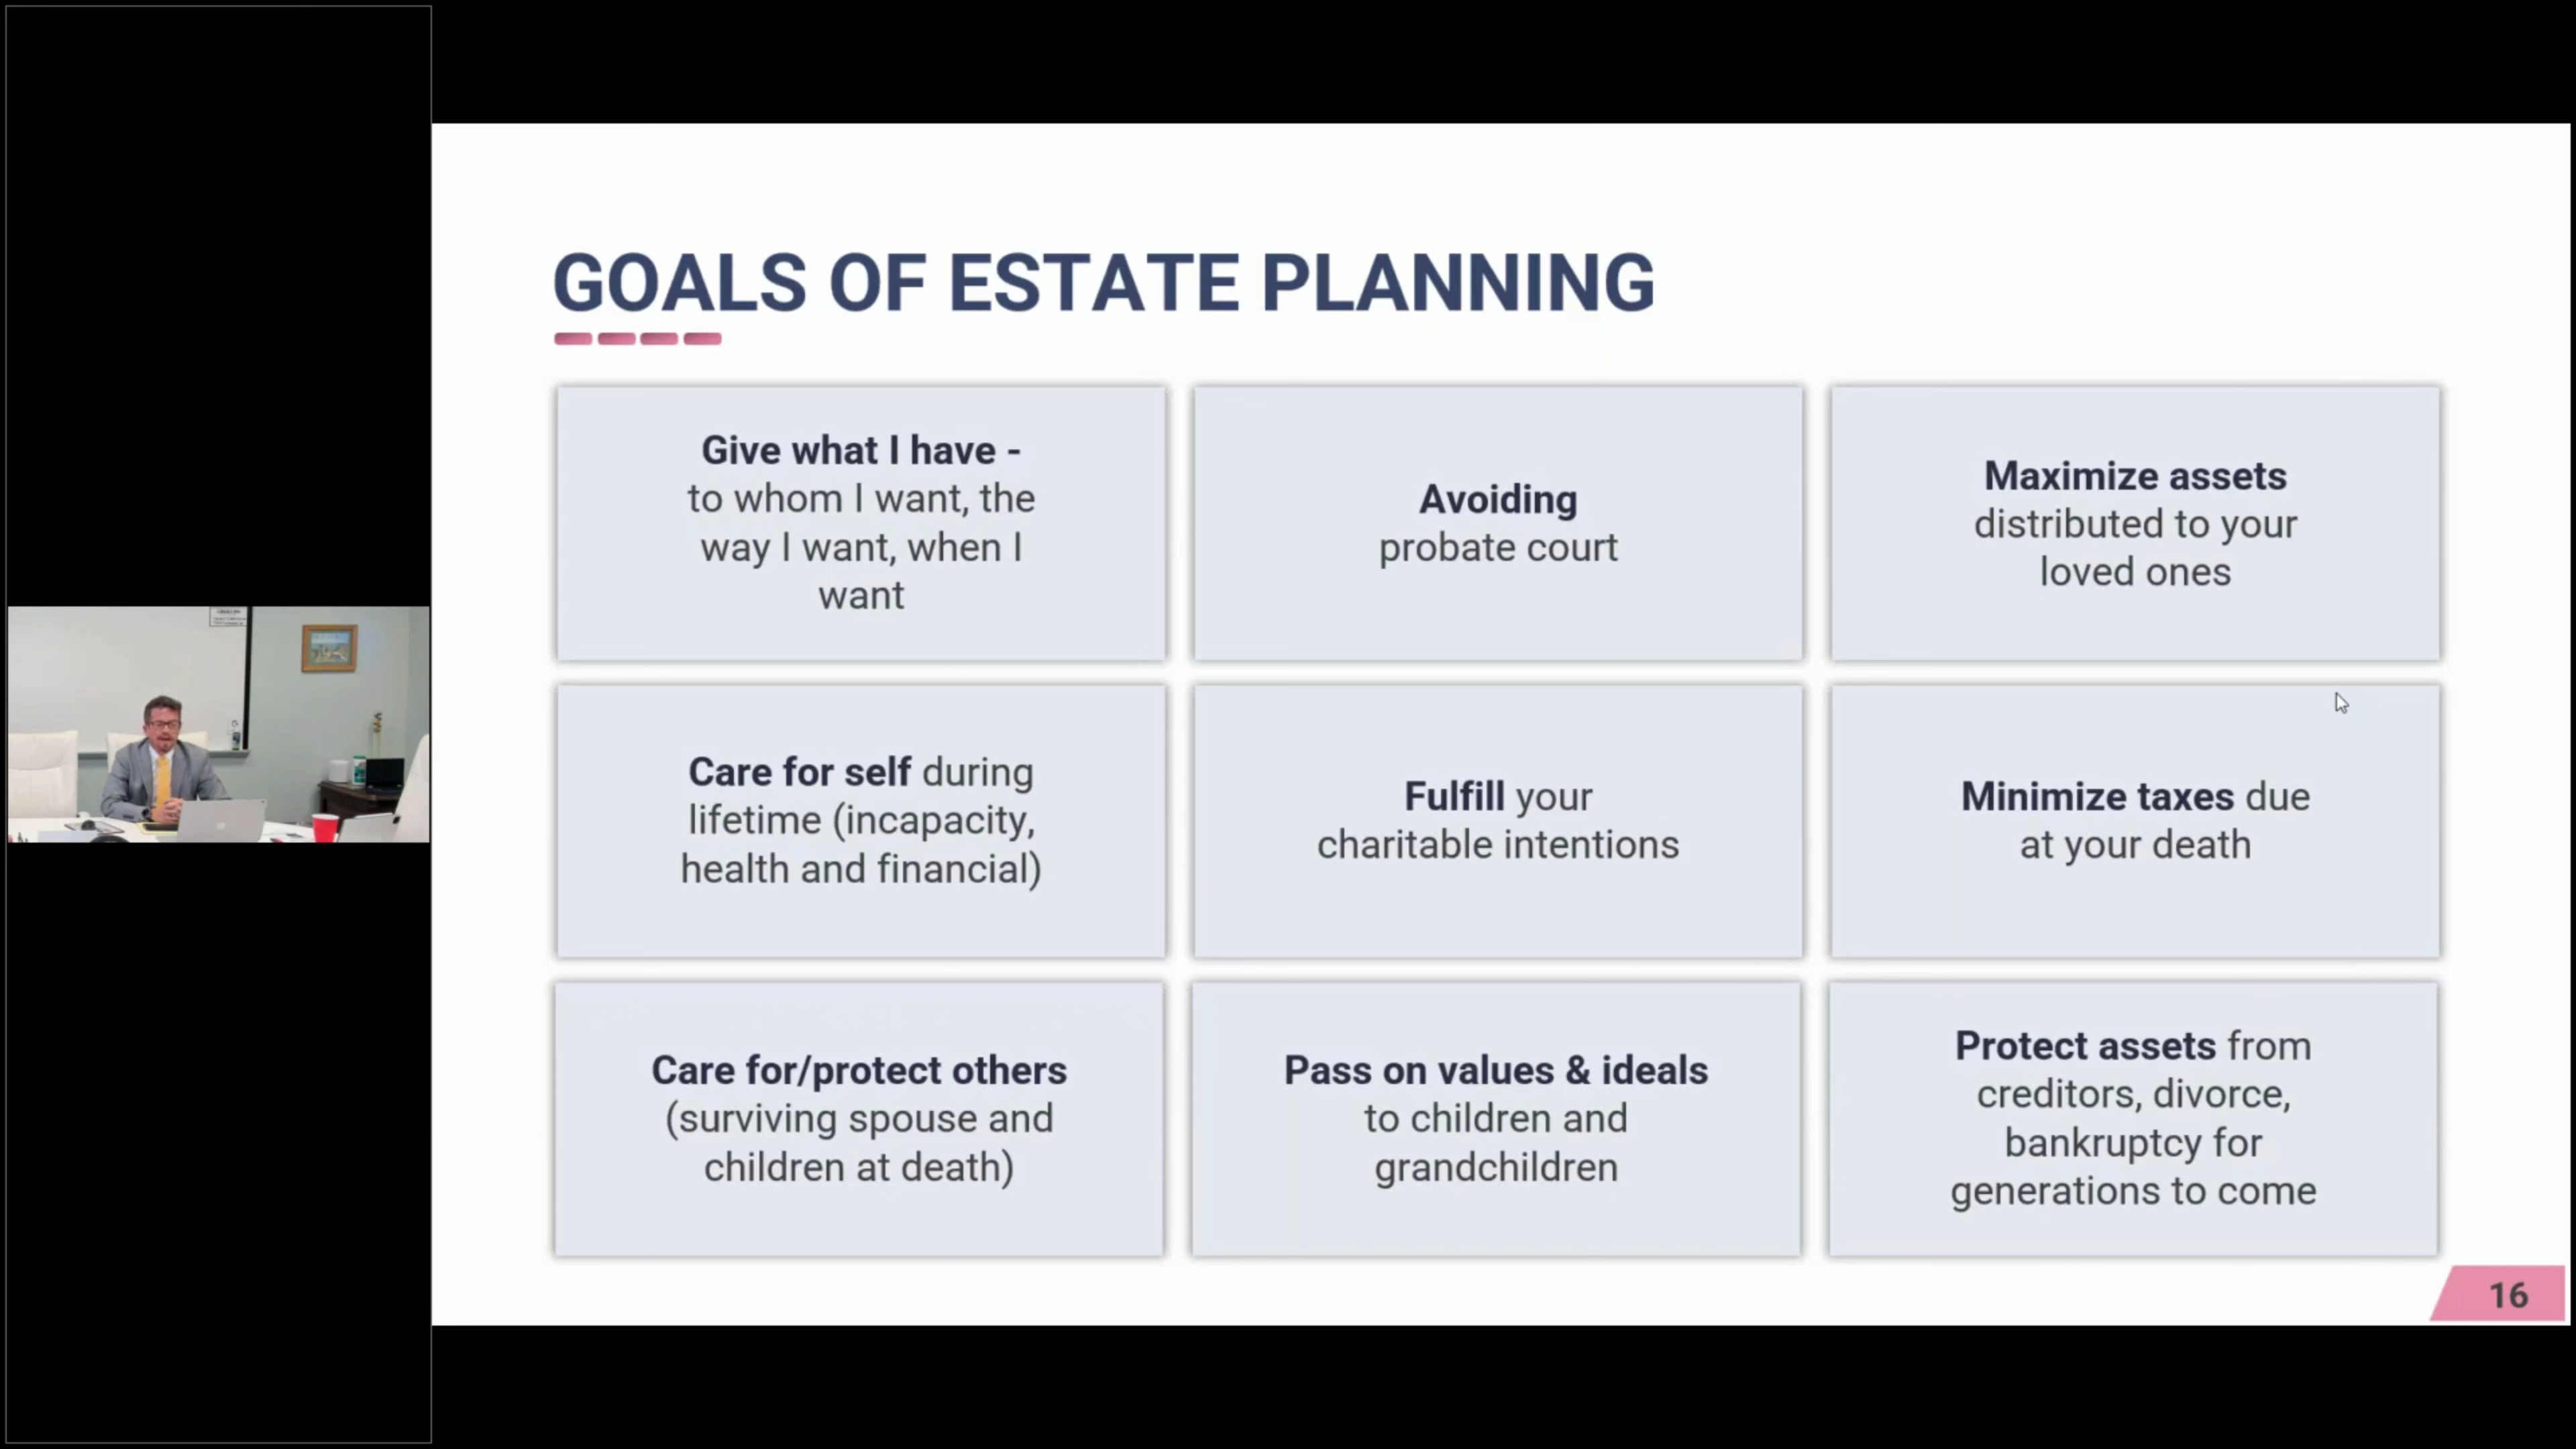 GOALS OF ESTATE PLANNING
Give what I have -
to whom I want, the
way I want, when I
want
Avoiding
probate court
Maximize assets
distributed to your
loved ones
Care for self during
lifetime (incapacity,
health and financial)
Fulfill your
charitable intentions
Minimize taxes due
at your death
Care for/protect others
(surviving spouse and
children at death)
Pass on values & ideals
to children and
grandchildren
Protect assets from
creditors, divorce,
bankruptcy for
generations to come
16